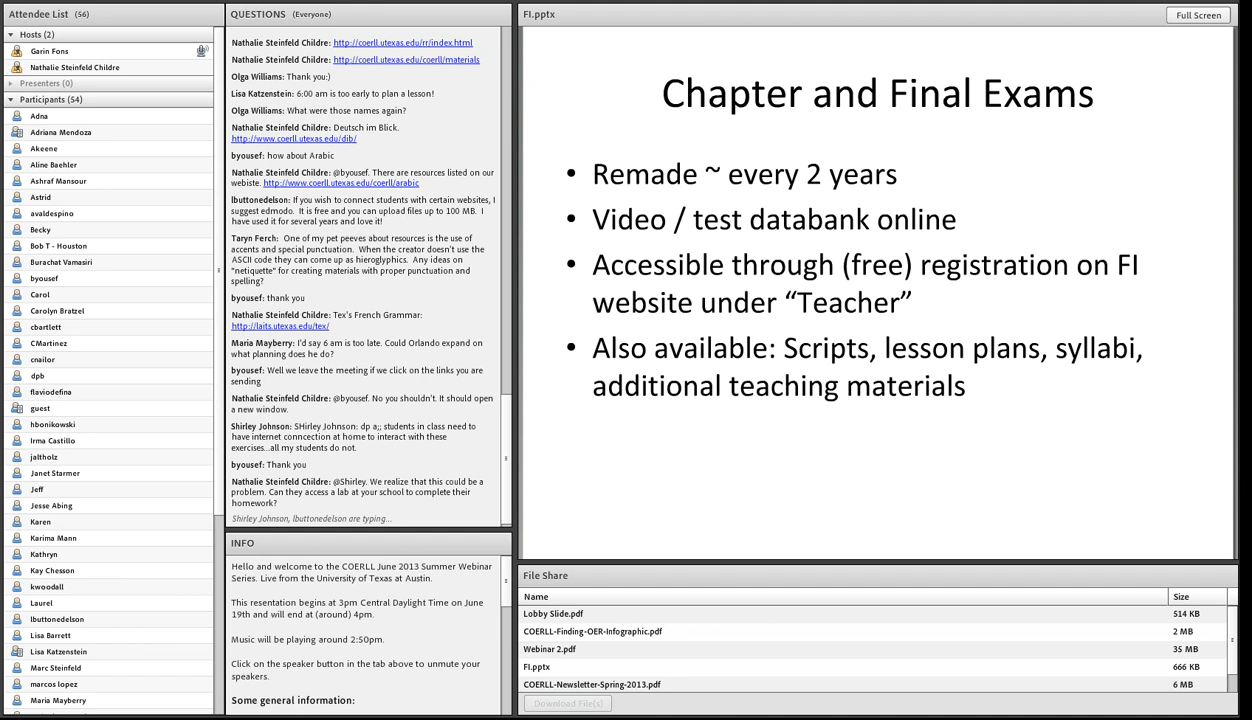 Attendee List (56)
Hosts (2)
Garin Fons
Nathalie Steinfeld Childre
Presenters (0)
Participants (54)
Adna
Adriana Mendoza
Akeene
Aline Baehler
Ashraf Mansour
Astrid
avaldespino
Becky
Bob T - Houston
Burachat Vamasiri
byousef
Carol
Carolyn Bratzel
cbartlett
CMartinez
cnailor
dpb
flaviodefina
guest
hbonikowski
Irma Castillo
jaltholz
Janet Starmer
Jeff
Jesse Abing
Karen
Karima Mann
Kathryn
Kay Chesson
kwoodall
Laurel
lbuttonedelson
Lisa Barrett
Lisa Katzenstein
Marc Steinfeld
marcos lopez
Maria Mayberry
QUESTIONS (Everyone)
Nathalie Steinfeld Childre: http://coerll.utexas.edu/rr/index.html
Nathalie Steinfeld Childre: http://coerll.utexas.edu/coerll/materials
Olga Williams: Thank you:)
Lisa Katzenstein: 6:00 am is too early to plan a lesson!
Olga Williams: What were those names again?
Nathalie Steinfeld Childre: Deutsch im Blick.
http://www.coerll.utexas.edu/dib/
byousef: how about Arabic
Nathalie Steinfeld Childre: @byousef. There are resources listed on our
webiste. http://www.coerll.utexas.edu/coerll/arabic
lbuttonedelson: If you wish to connect students with certain websites, I
suggest edmodo. It is free and you can upload files up to 100 MB. I
have used it for several years and love it!
Taryn Ferch: One of my pet peeves about resources is the use of
accents and special punctuation. When the creator doesn't use the
ASCII code they can come up as hieroglyphics. Any ideas on
"netiquette" for creating materials with proper punctuation and
spelling?
byousef: thank you
Nathalie Steinfeld Childre: Tex's French Grammar:
http://laits.utexas.edu/tex/
Maria Mayberry: I'd say 6 am is too late. Could Orlando expand on
what planning does he do?
byousef: Well we leave the meeting if we click on the links you are
sending
Nathalie Steinfeld Childre: @byousef. No you shouldn't. It should open
a new window.
Shirley Johnson: SHirley Johnson: dp a;; students in class need to
have internet conncection at home to interact with these
exercises...all my students do not.
byousef: Thank you
Nathalie Steinfeld Childre: @Shirley. We realize that this could be a
problem. Can they access a lab at your school to complete their
homework?
Shirley Johnson, lbuttonedelson are typing...
INFO
Hello and welcome to the COERLL June 2013 Summer Webinar
Series. Live from the University of Texas at Austin.
This resentation begins at 3pm Central Daylight Time on June
19th and will end at (around) 4pm.
Music will be playing around 2:50pm.
Click on the speaker button in the tab above to unmute your
speakers.
Some general information:
FI.pptx
Full Screen
Chapter and Final Exams
• Remade ~ every 2 years
• Video / test databank online
• Accessible through (free) registration on FI
website under “Teacher”
• Also available: Scripts, lesson plans, syllabi,
additional teaching materials
File Share
Name Size
Lobby Slide.pdf 514 KB
COERLL-Finding-OER-Infographic.pdf 2 MB
Webinar 2.pdf 35 MB
FI.pptx 666 KB
COERLL-Newsletter-Spring-2013.pdf 6 MB
Download File(s)